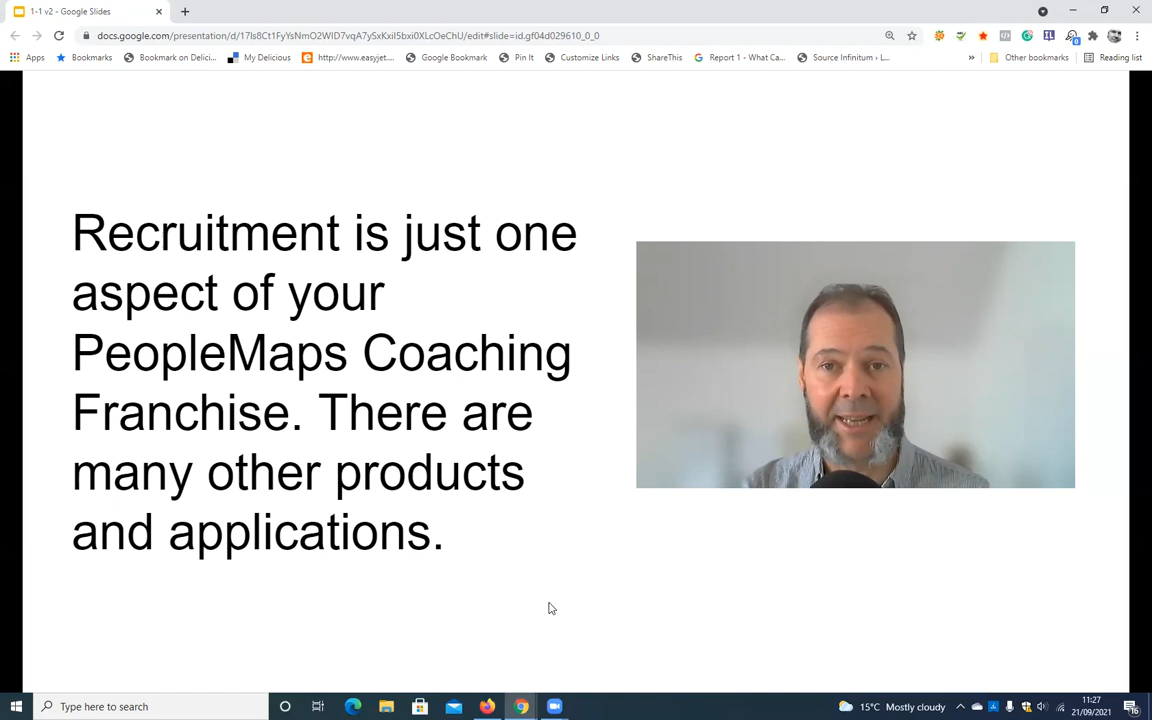 1-1 v2 - Google Slides
docs.google.com/presentation/d/17ls8Ct1FyYsNmO2WID7vqA7ySxKxiI5bxi0XLcOeChU/edit#slide=id.gf04d029610_0_0
Apps Bookmarks Bookmark on Delici... My Delicious http://www.easyjet.... Google Bookmark Pin It Customize Links ShareThis Report 1 - What Ca... Source Infinitum › L... » Other bookmarks Reading list
Recruitment is just one
aspect of your
PeopleMaps Coaching
Franchise. There are
many other products
and applications.
Type here to search
15°C Mostly cloudy
11:27
21/09/2021
16